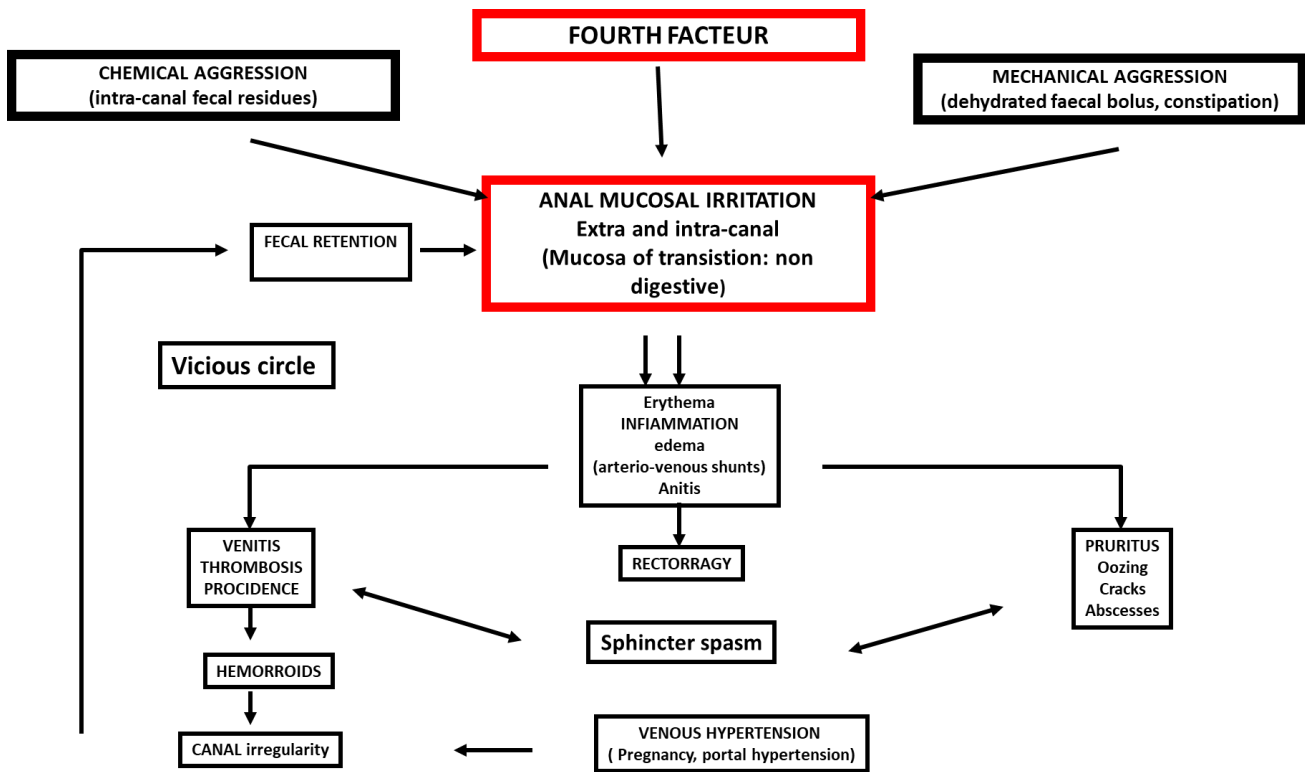 FOURTH FACTEUR
CHEMICAL AGGRESSION
(intra-canal fecal residues)
MECHANICAL AGGRESSION
(dehydrated faecal bolus, constipation)
ANAL MUCOSAL IRRITATION
Extra and intra-canal
(Mucosa of transistion: non
digestive)
FECAL RETENTION
Vicious circle
Erythema
INFIAMMATION
edema
(arterio-venous shunts)
Anitis
VENITIS
THROMBOSIS
PROCIDENCE
RECTORRAGY
PRURITUS
Oozing
Cracks
Abscesses
Sphincter spasm
HEMORROIDS
CANAL irregularity
VENOUS HYPERTENSION
( Pregnancy, portal hypertension)